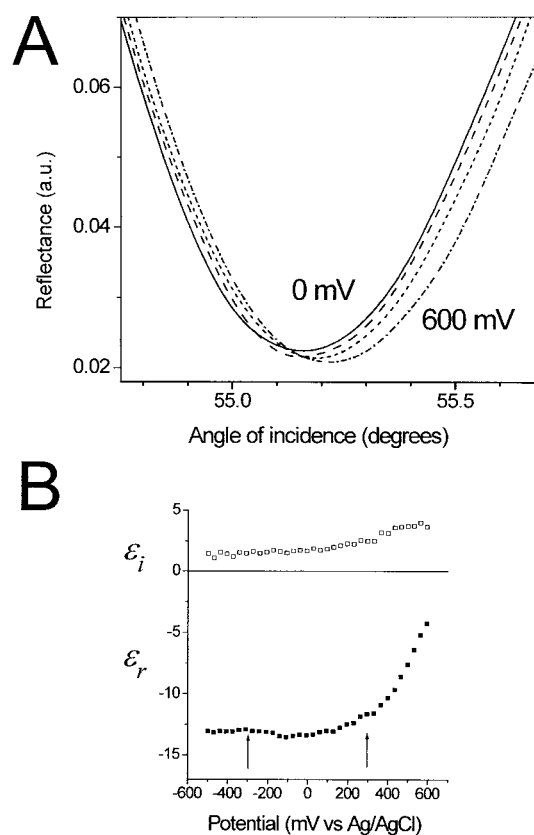 A
0.06
0.04
0.02
Reflectance (a.u.)
0 mV
600 mV
55.0
55.5
Angle of incidence (degrees)
B
5
0
-5
-10
-15
εi
εr
-600 -400 -200 0 200 400 600
Potential (mV vs Ag/AgCl)